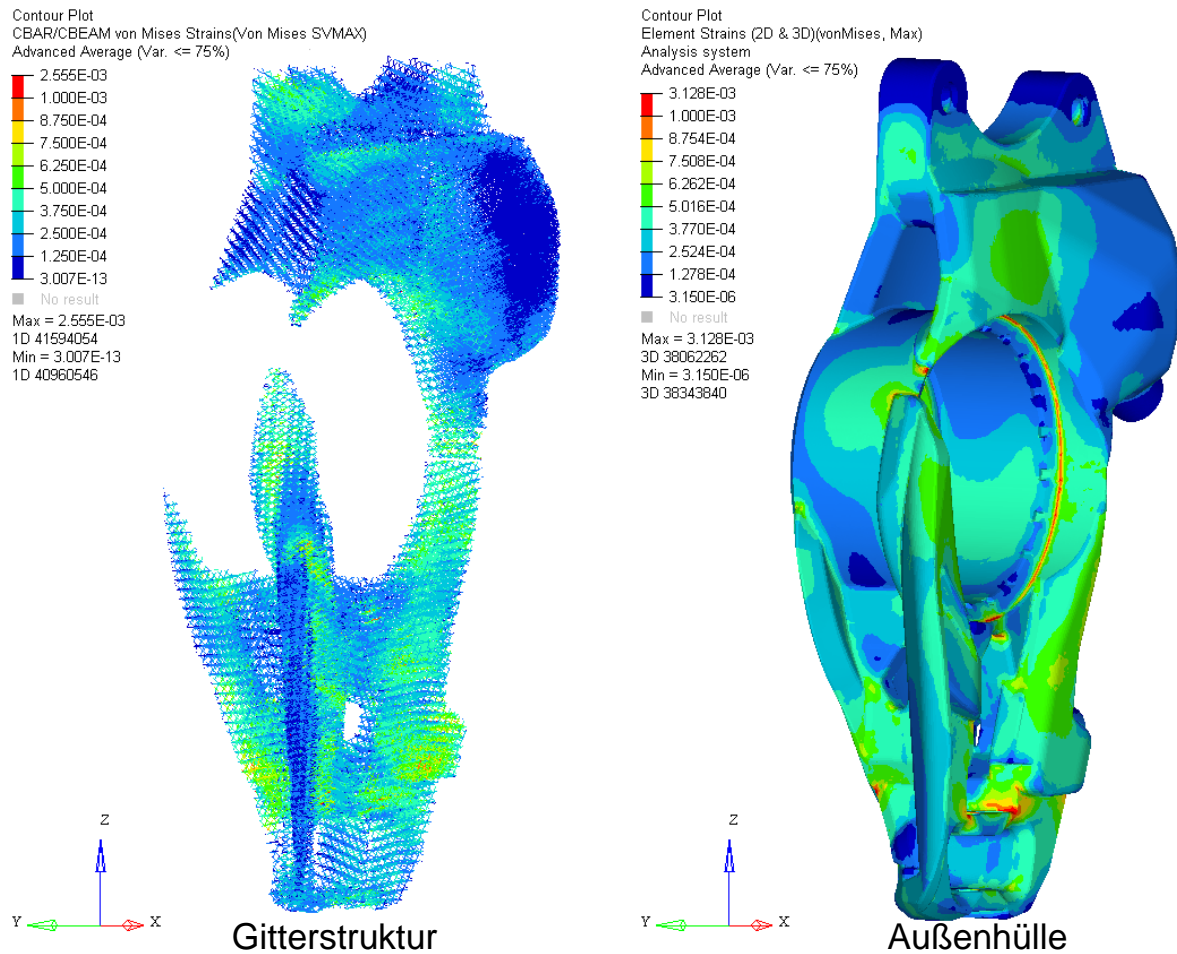 Contour Plot
CBAR/CBEAM von Mises Strains(Von Mises SVMAX)
Advanced Average (Var. <= 75%)
2.555E-03
1.000E-03
8.750E-04
7.500E-04
6.250E-04
5.000E-04
3.750E-04
2.500E-04
1.250E-04
3.007E-13
No result
Max = 2.555E-03
1D 41594054
Min = 3.007E-13
1D 40960546
Z
Y
X
Gitterstruktur
Contour Plot
Element Strains (2D & 3D)(vonMises, Max)
Analysis system
Advanced Average (Var. <= 75%)
3.128E-03
1.000E-03
8.754E-04
7.508E-04
6.262E-04
5.016E-04
3.770E-04
2.524E-04
1.278E-04
3.150E-06
No result
Max = 3.128E-03
3D 38062262
Min = 3.150E-06
3D 38343840
Z
Y
X
Außenhülle